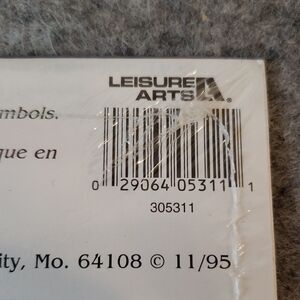 LEISURE
ARTS®
mbols.
que en
0 29064 05311 1
305311
ity, Mo. 64108 © 11/95